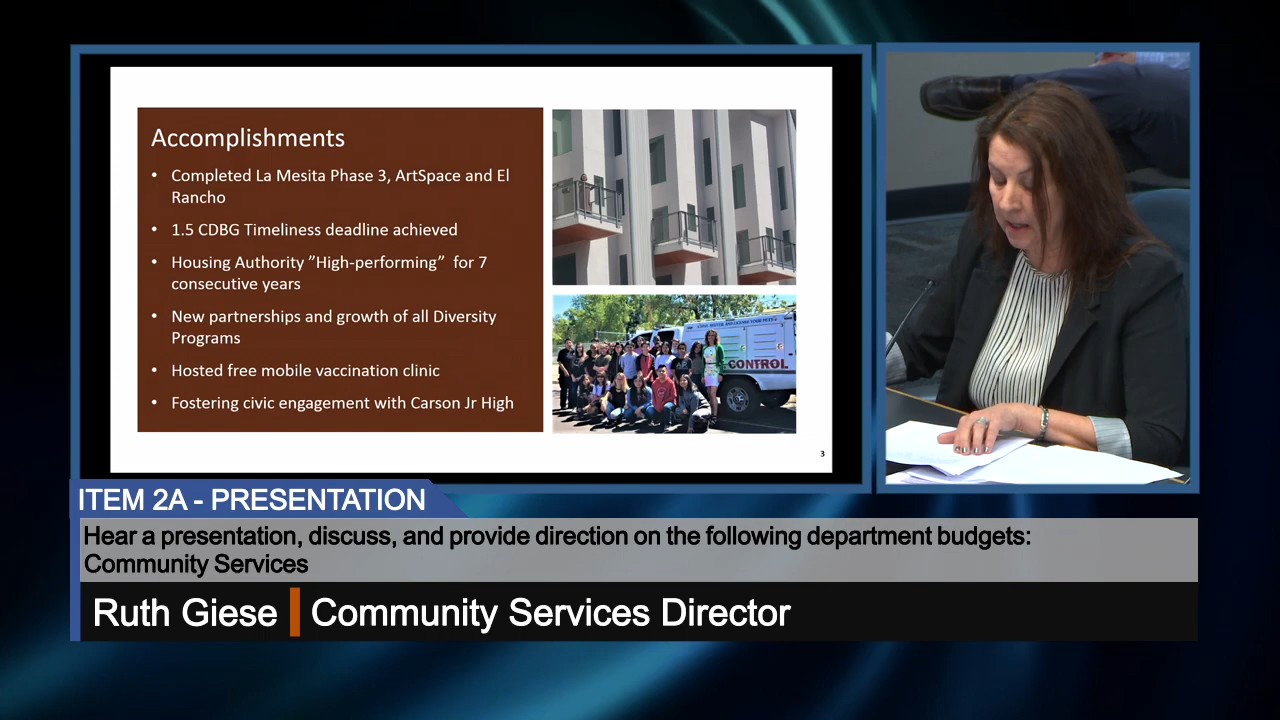 Accomplishments
• Completed La Mesita Phase 3, ArtSpace and El
Rancho
• 1.5 CDBG Timeliness deadline achieved
• Housing Authority ”High-performing” for 7
consecutive years
• New partnerships and growth of all Diversity
Programs
• Hosted free mobile vaccination clinic
• Fostering civic engagement with Carson Jr High
CONTROL
3
ITEM 2A - PRESENTATION
Hear a presentation, discuss, and provide direction on the following department budgets:
Community Services
Ruth Giese
Community Services Director